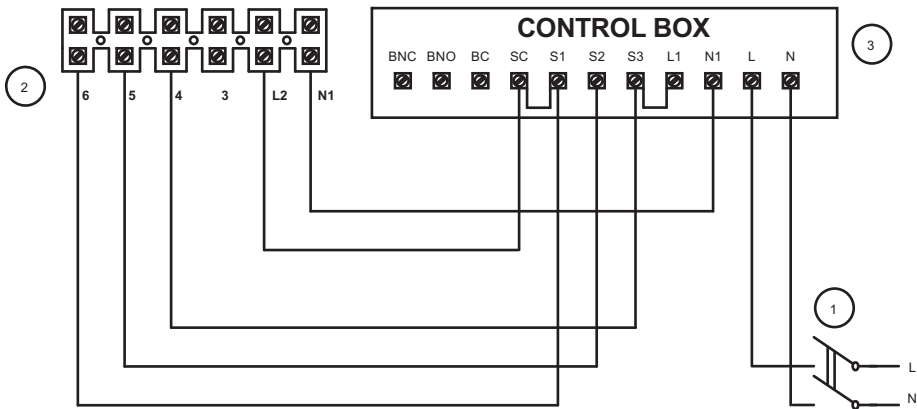 CONTROL BOX
BNC BNO BC SC S1 S2 S3 L1 N1 L N
3
2
6 5 4 3 L2 N1
1
L
N